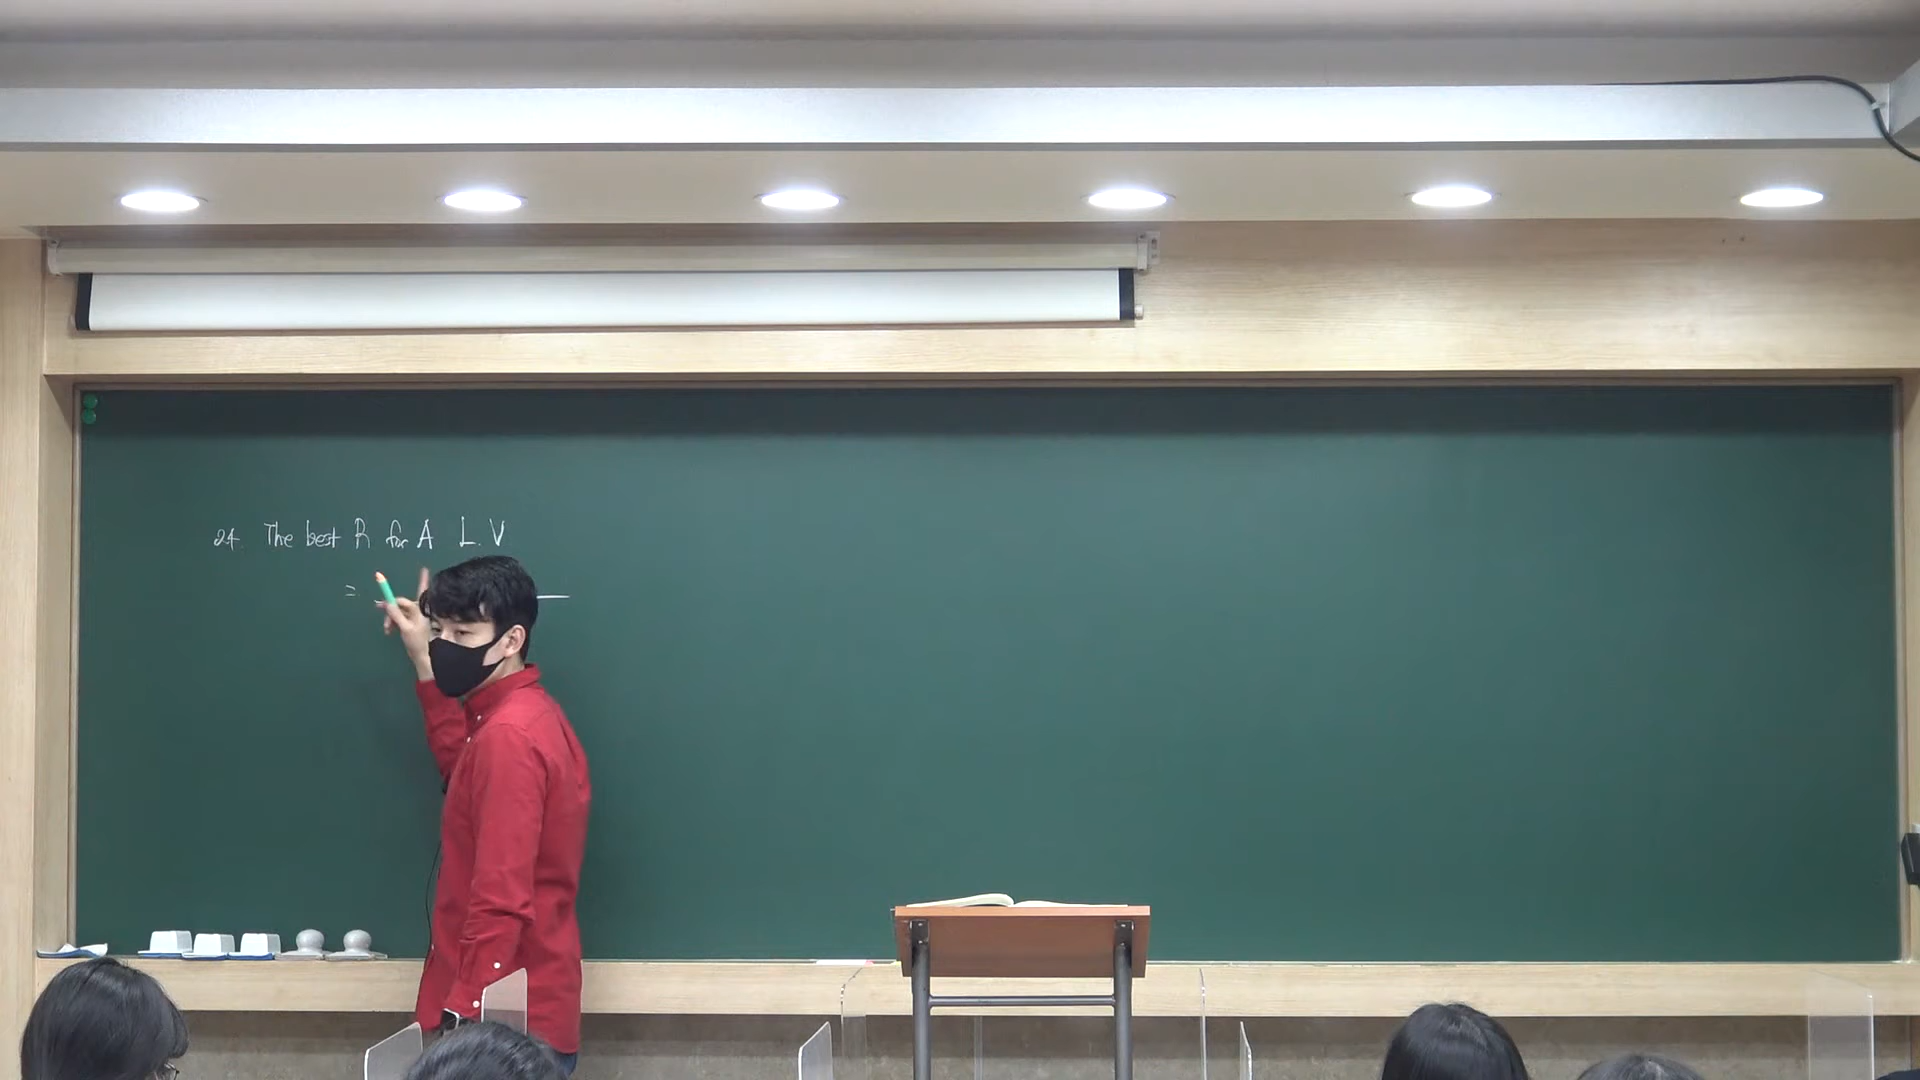 24. The best R for A L.V
=